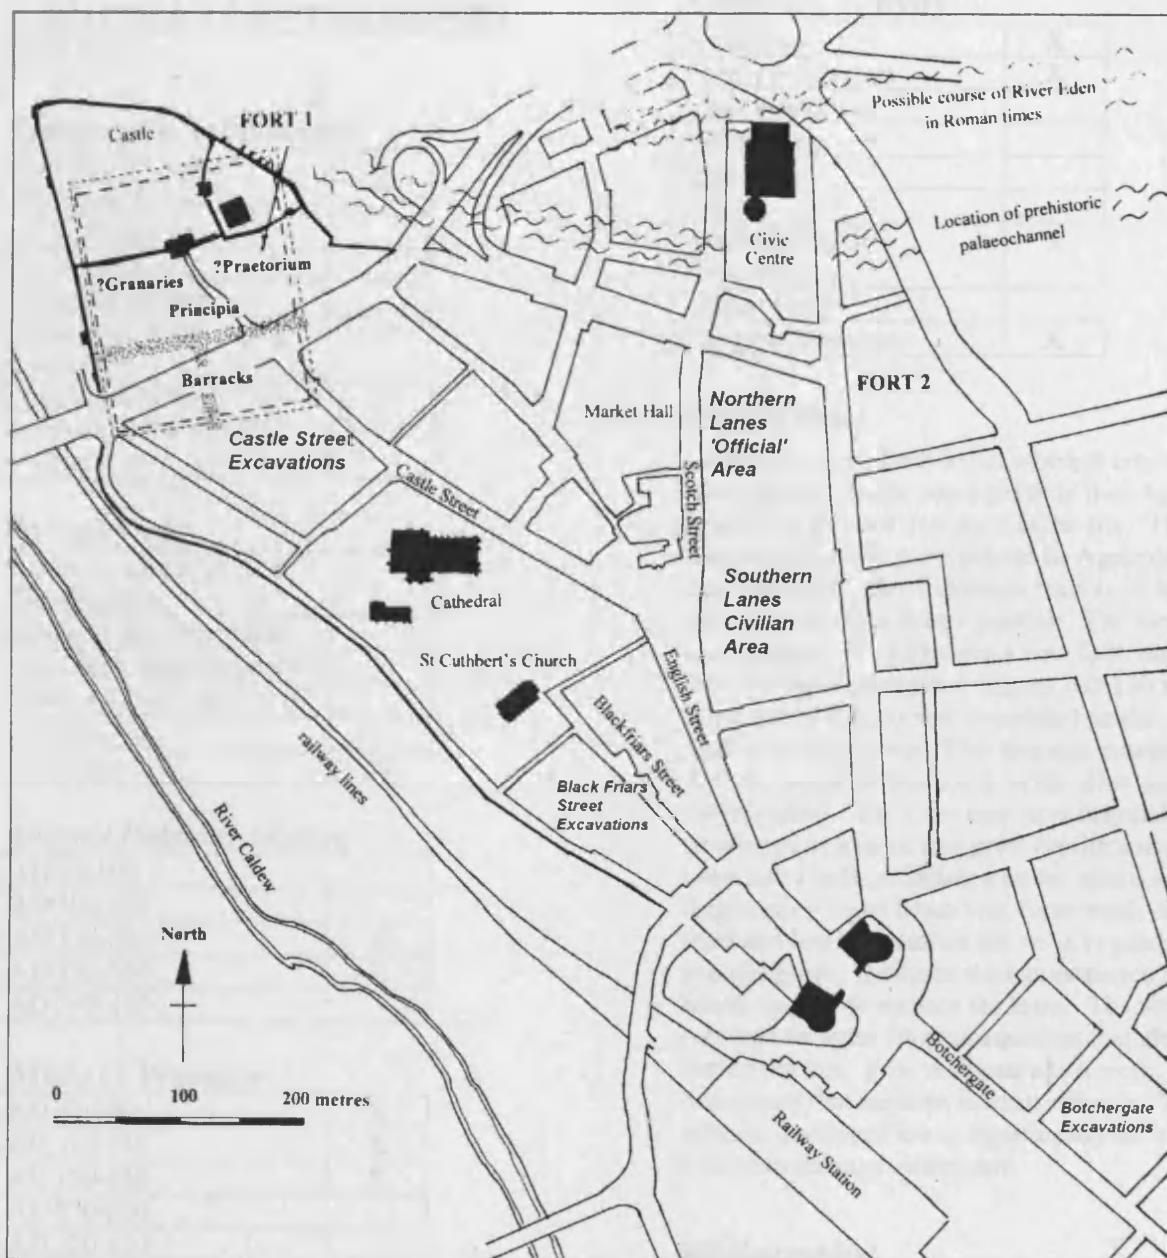 FORT 1
Castle
Possible course of River Eden
in Roman times
Location of prehistoric
palaeochannel
Civic
Centre
?Praetorium
?Granaries
Principia
Barracks
FORT 2
Castle Street
Excavations
Market Hall
Northern
Lanes
'Official'
Area
Castle Street
Scotch Street
Cathedral
Southern
Lanes
Civilian
Area
St Cuthbert's Church
English Street
Blackfriars Street
railway lines
Black Friars
Street
Excavations
River Caldew
North
0 100 200 metres
Botchergate
Railway Station
Botchergate
Excavations